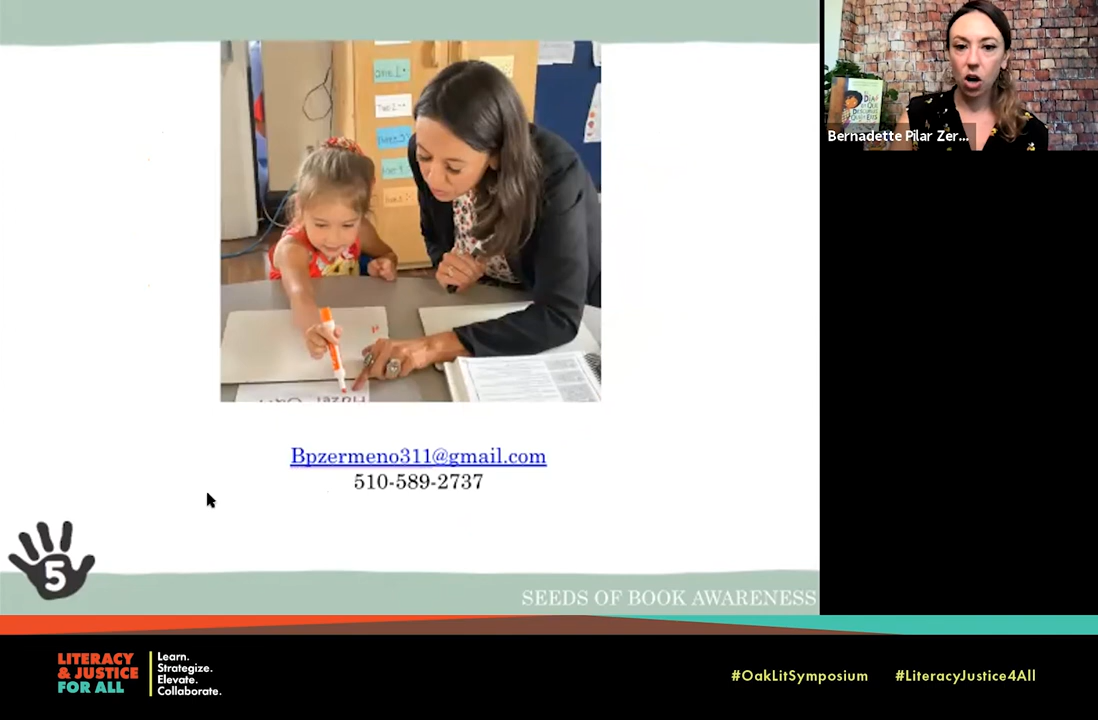 Bpzermeno311@gmail.com
510-589-2737
5
SEEDS OF BOOK AWARENESS
Bernadette Pilar Zer...
LITERACY
& JUSTICE
FOR ALL
Learn.
Strategize.
Elevate.
Collaborate.
#OakLitSymposium
#LiteracyJustice4All